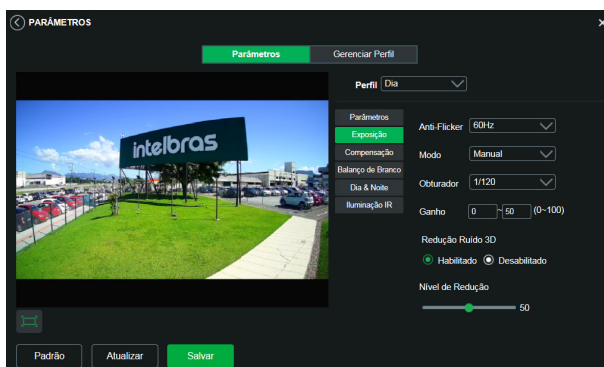 PARÂMETROS
Parâmetros Gerenciar Perfil
Perfil Dia
intelbras
Parâmetros
Exposição
Compensação
Balanço de Branco
Dia & Noite
Iluminação IR
Anti-Flicker 60Hz
Modo Manual
Obturador 1/120
Ganho 0 ~ 50 (0~100)
Redução Ruído 3D
Habilitado Desabilitado
Nível de Redução
50
Padrão Atualizar Salvar